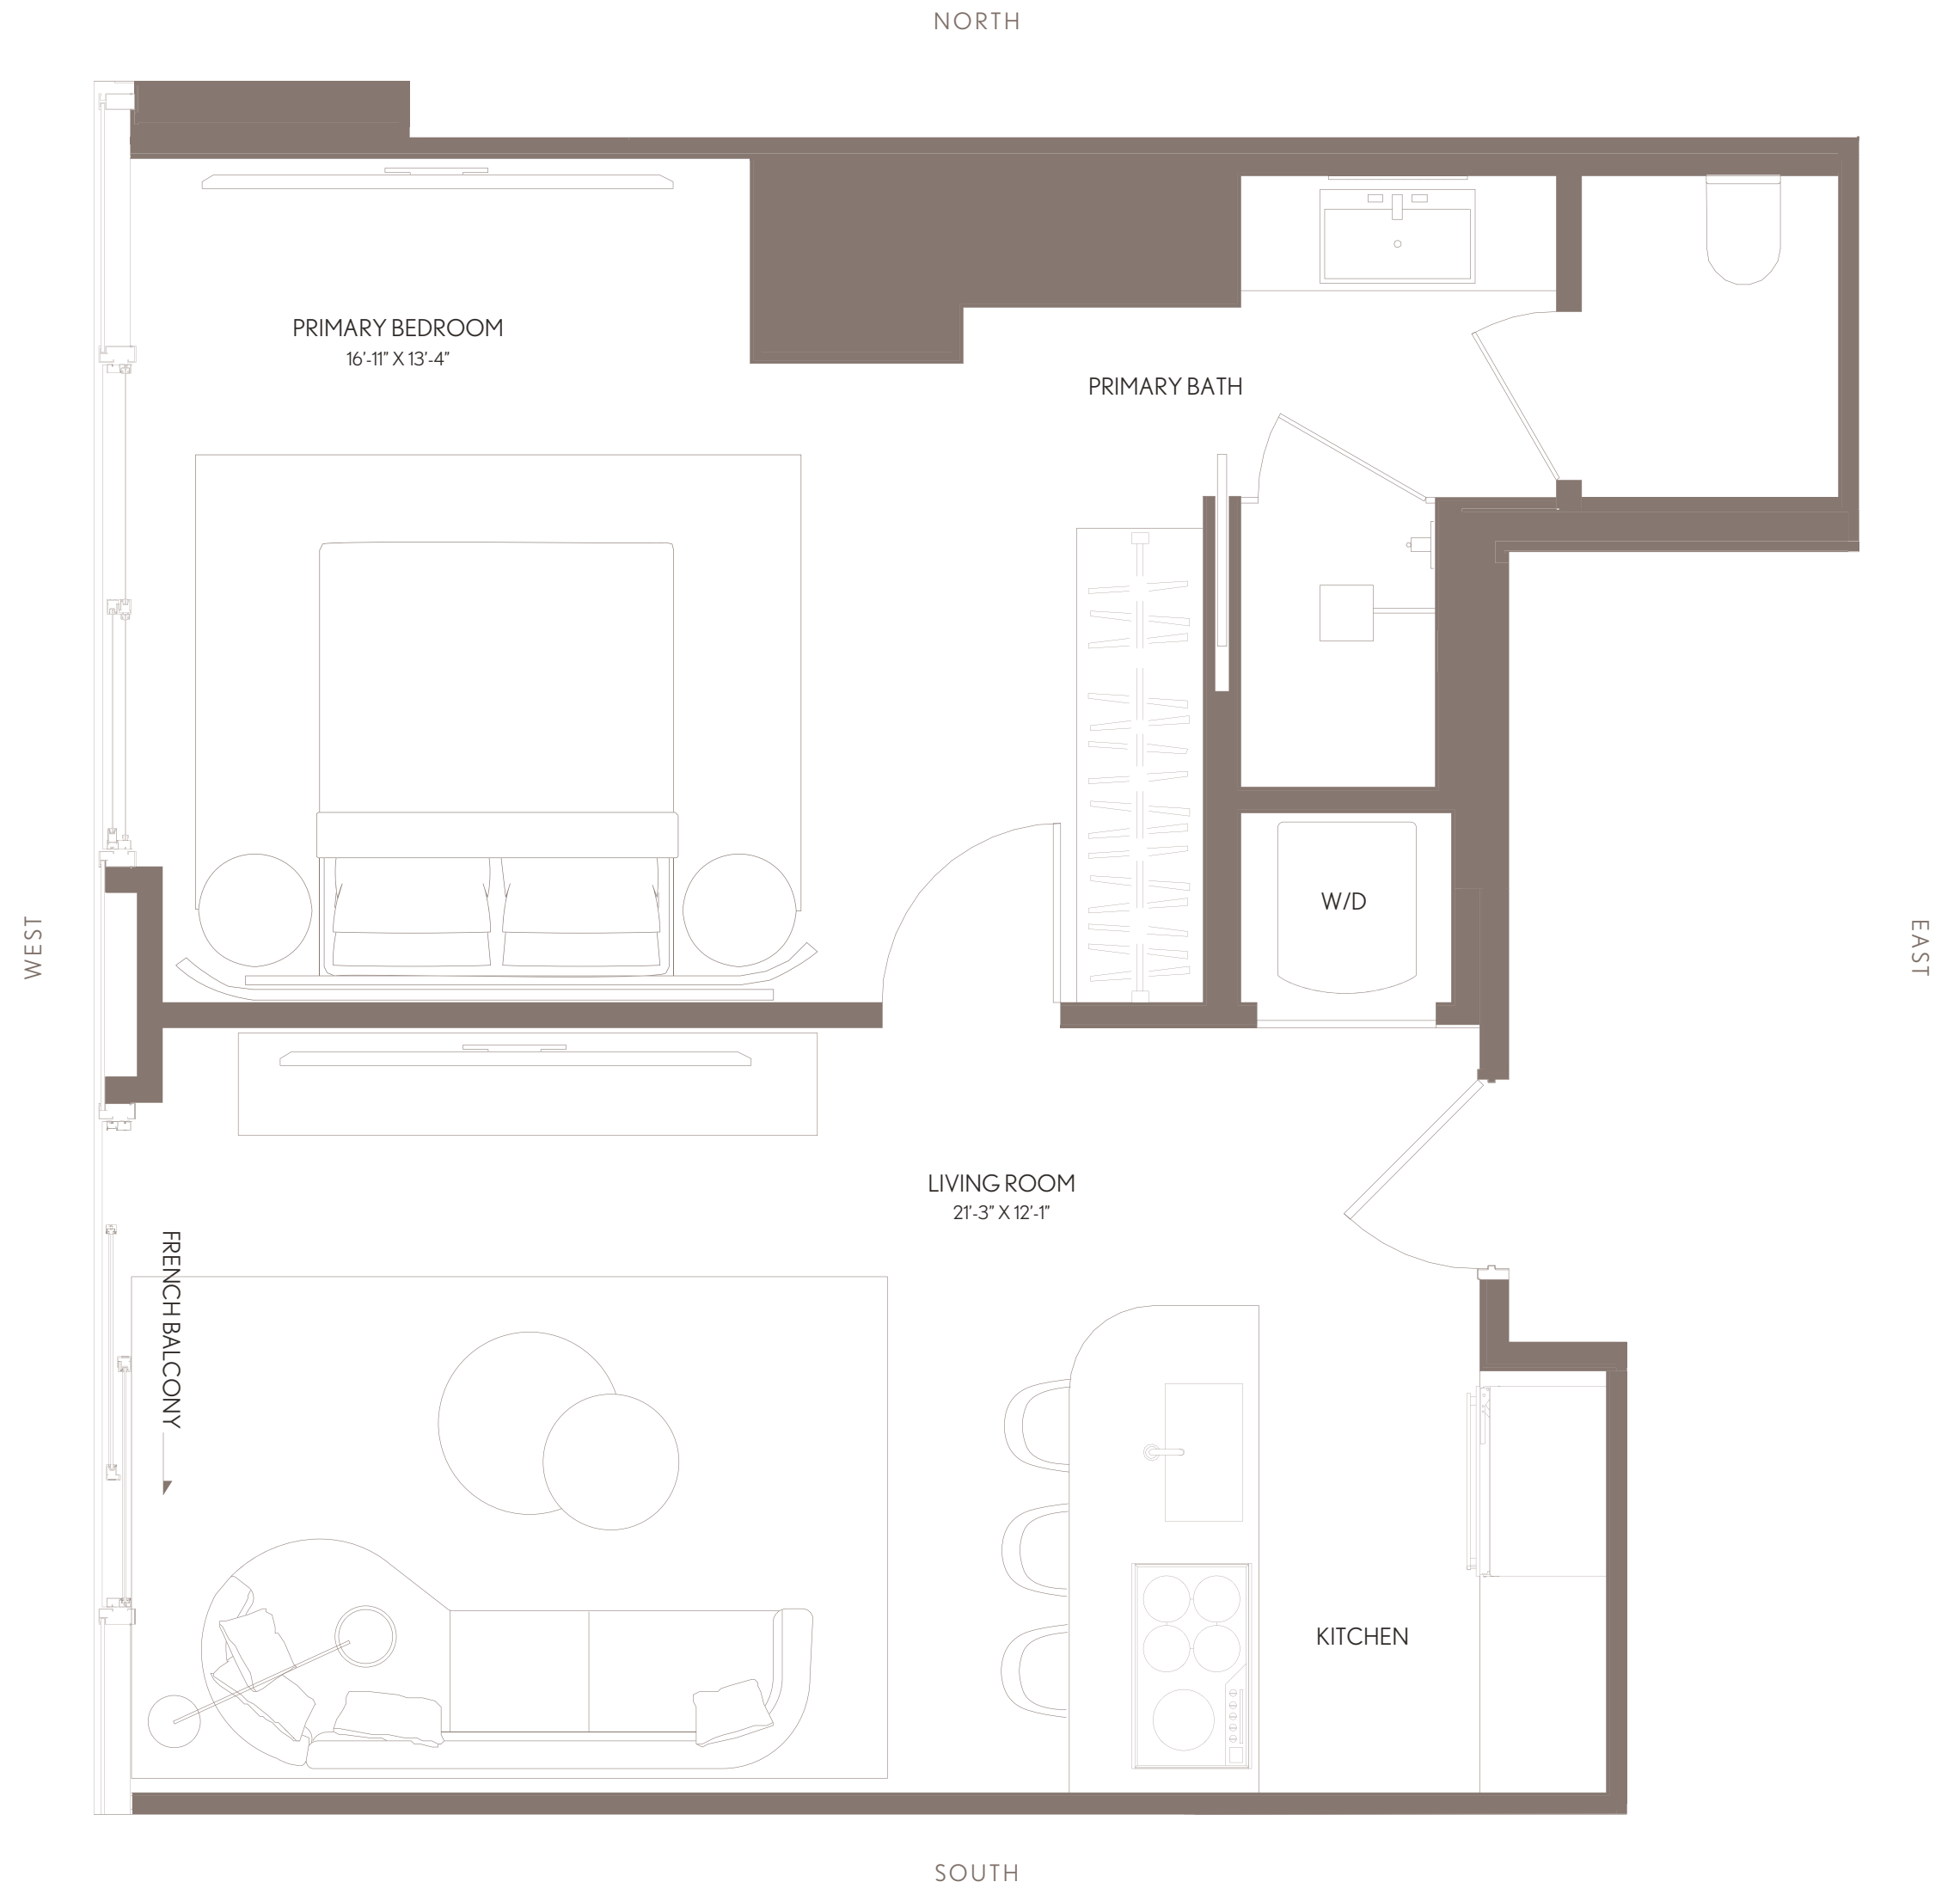 NORTH
PRIMARY BEDROOM
16'-11" X 13'-4"
PRIMARY BATH
W/D
WEST
EAST
LIVING ROOM
21'-3" X 12'-1"
FRENCH BALCONY
KITCHEN
SOUTH